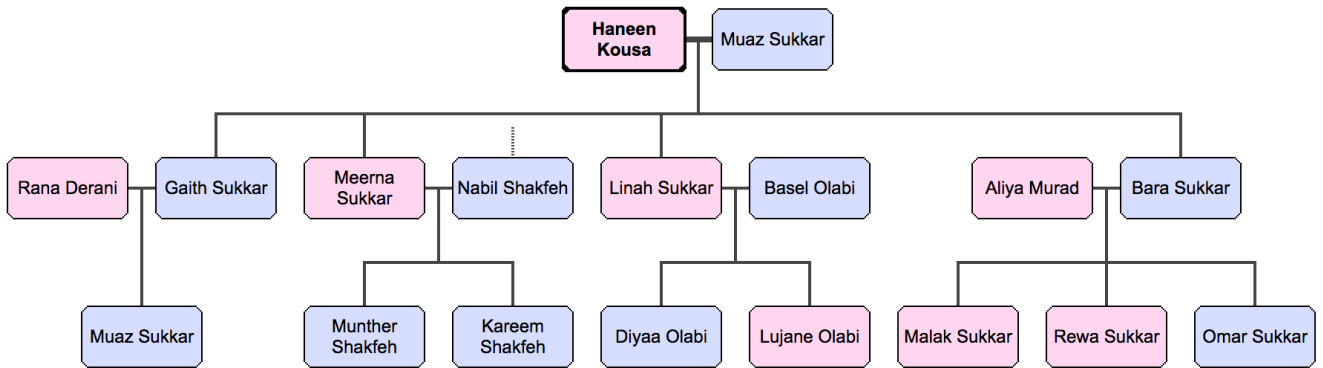 Haneen
Kousa
Muaz Sukkar
Rana Derani
Gaith Sukkar
Meerna
Sukkar
Nabil Shakfeh
Linah Sukkar
Basel Olabi
Aliya Murad
Bara Sukkar
Muaz Sukkar
Munther
Shakfeh
Kareem
Shakfeh
Diyaa Olabi
Lujane Olabi
Malak Sukkar
Rewa Sukkar
Omar Sukkar